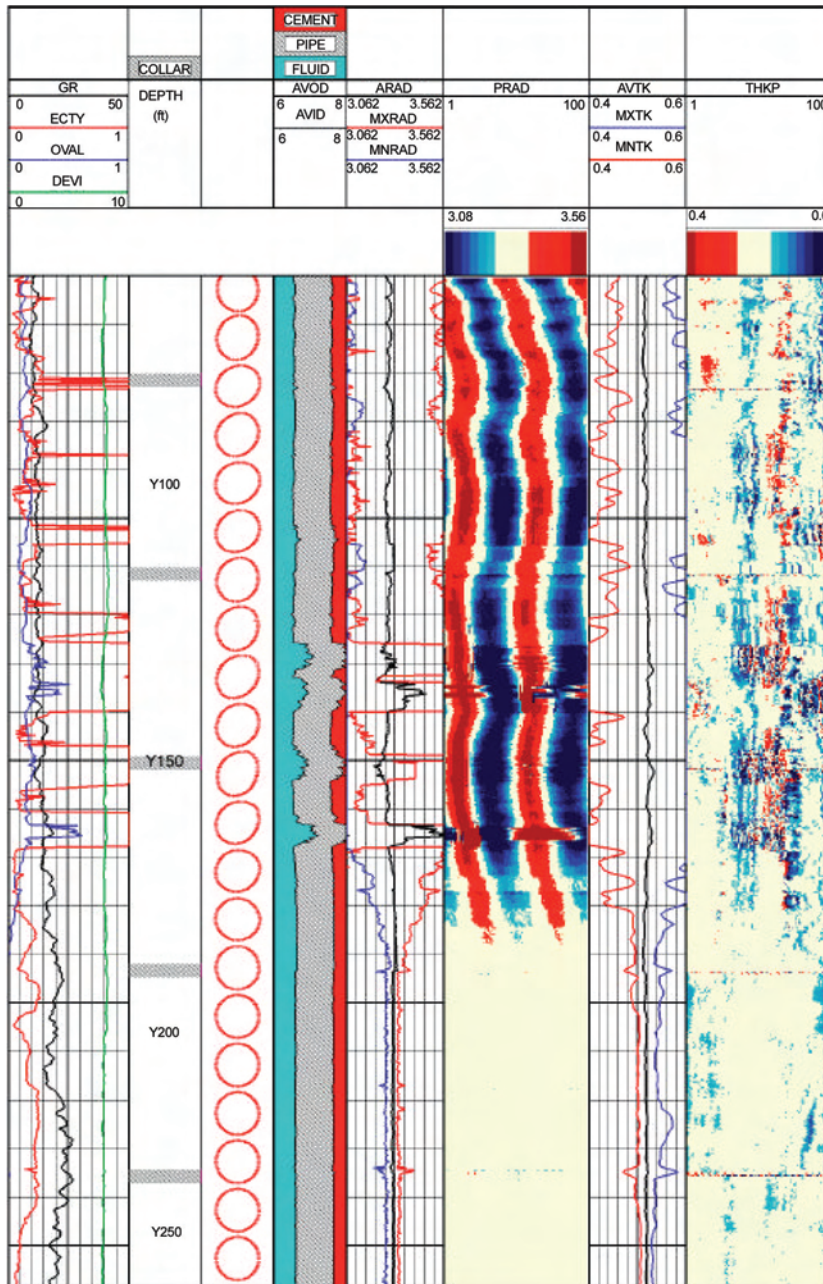 CEMENT
PIPE
COLLAR FLUID
GR DEPTH (ft) AVOD ARAD PRAD AVTK THKP
0 50 6 8 3.062 3.562 1 100 0.4 0.6 1 100
ECTY AVID MXRAD MXTK
0 1 6 8 3.062 3.562 0.4 0.6
OVAL MNRAD MNTK
0 1 3.062 3.562 0.4 0.6
DEVI
0 10
3.08 3.56 0.4
Y100
Y150
Y200
Y250